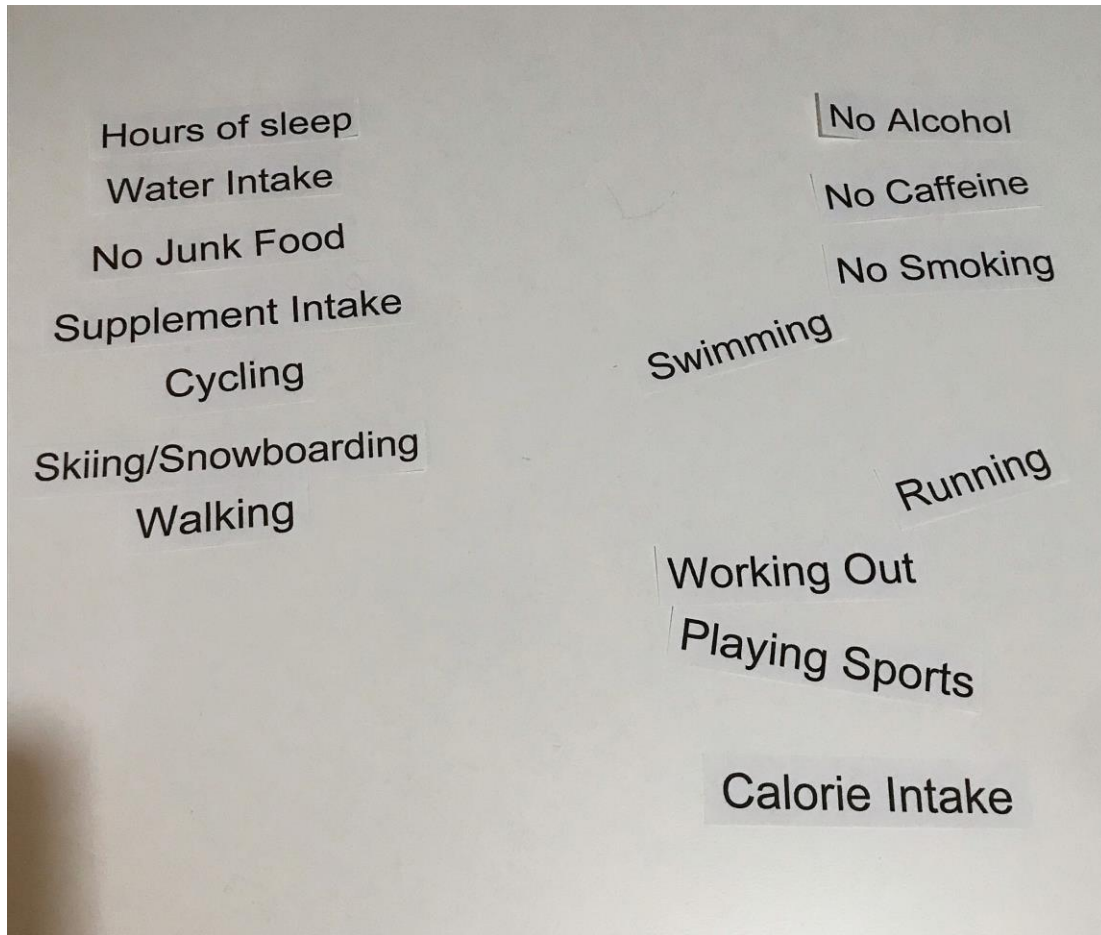 Hours of sleep
Water Intake
No Junk Food
Supplement Intake
Cycling
Skiing/Snowboarding
Walking
No Alcohol
No Caffeine
No Smoking
Swimming
Running
Working Out
Playing Sports
Calorie Intake